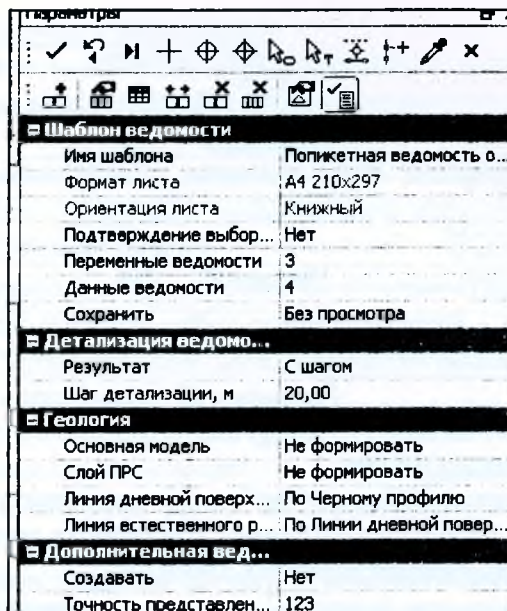 Параметры
Шаблон ведомости
Имя шаблона Попикетная ведомость о...
Формат листа А4 210x297
Ориентация листа Книжный
Подтверждение выбор... Нет
Переменные ведомости 3
Данные ведомости 4
Сохранить Без просмотра
Детализация ведомо...
Результат С шагом
Шаг детализации, м 20,00
Геология
Основная модель Не формировать
Слой ПРС Не формировать
Линия дневной поверх... По Черному профилю
Линия естественного р... По Линии дневной повер...
Дополнительная вед...
Создавать Нет
Точность представлен... 123